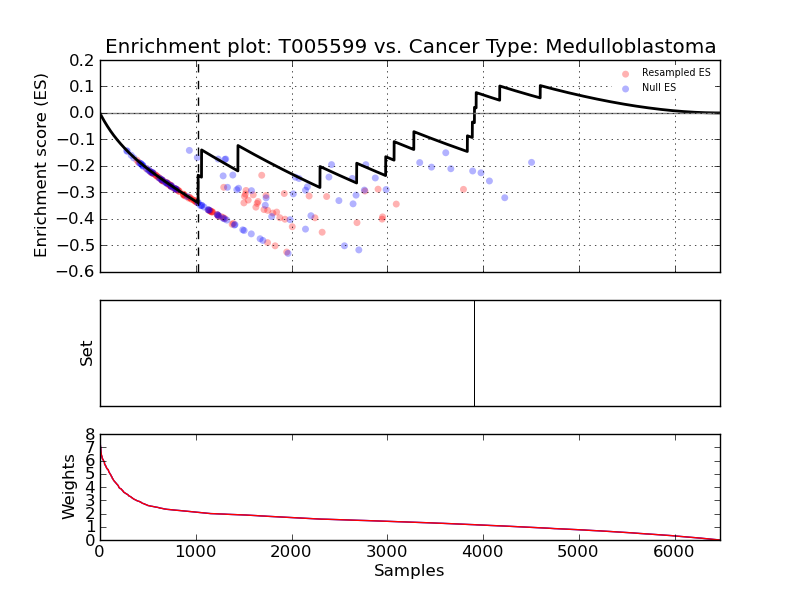 Enrichment plot: T005599 vs. Cancer Type: Medulloblastoma
Enrichment score (ES)
0.2
0.1
0.0
−0.1
−0.2
−0.3
−0.4
−0.5
−0.6
Resampled ES
Null ES
Set
Weights
8
7
6
5
4
3
2
1
0
0 1000 2000 3000 4000 5000 6000
Samples